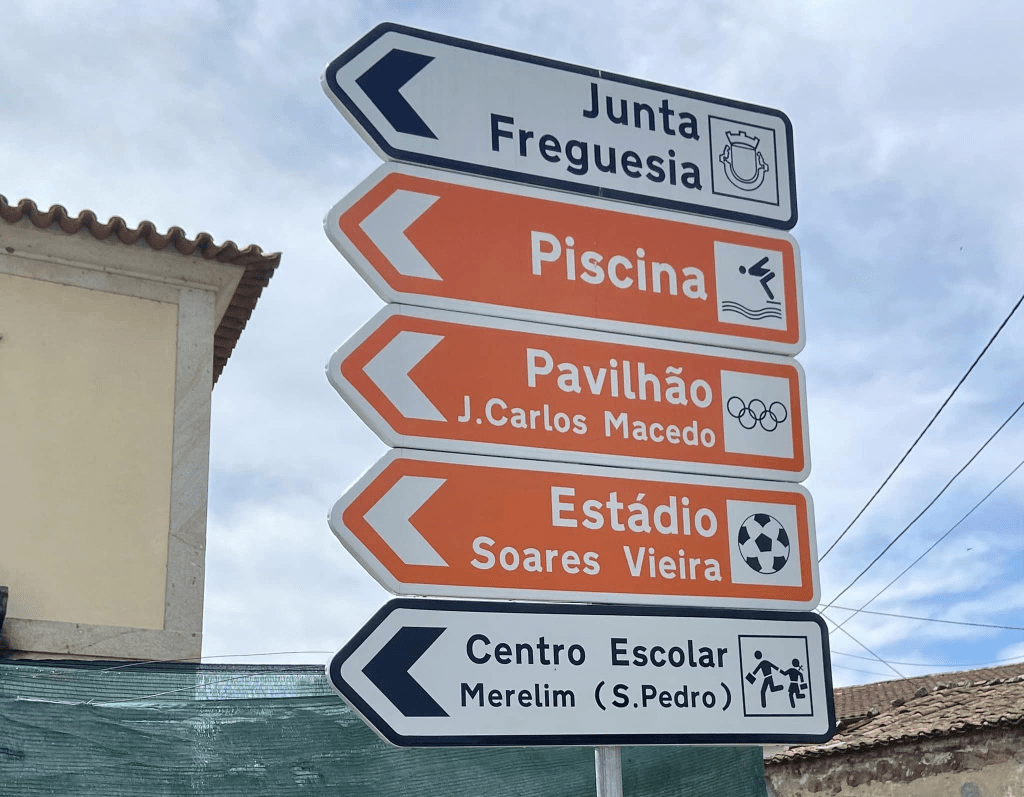 Junta
Freguesia
Piscina
Pavilhão
J.Carlos Macedo
Estádio
Soares Vieira
Centro Escolar
Merelim (S.Pedro)